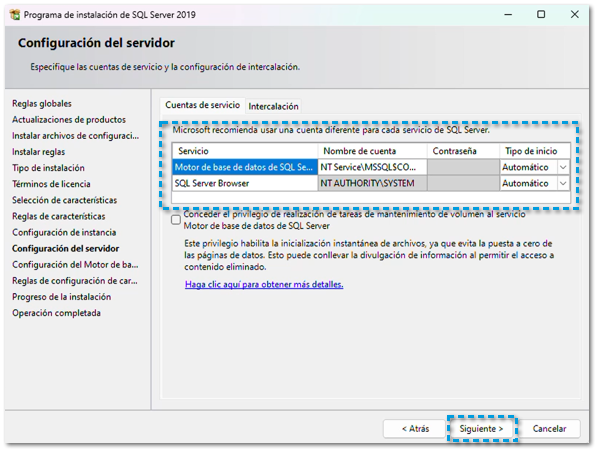 Programa de instalación de SQL Server 2019
Configuración del servidor
Especifique las cuentas de servicio y la configuración de intercalación.
Reglas globales
Actualizaciones de productos
Instalar archivos de configuraci...
Instalar reglas
Tipo de instalación
Términos de licencia
Selección de características
Reglas de características
Configuración de instancia
Configuración del servidor
Configuración del Motor de ba...
Reglas de configuración de car...
Progreso de la instalación
Operación completada
Cuentas de servicio Intercalación
Microsoft recomienda usar una cuenta diferente para cada servicio de SQL Server.
Servicio Nombre de cuenta Contraseña Tipo de inicio
Motor de base de datos de SQL Se... NT Service\MSSQL$CO... Automático
SQL Server Browser NT AUTHORITY\SYSTEM Automático
Conceder el privilegio de realización de tareas de mantenimiento de volumen al servicio
Motor de base de datos de SQL Server
Este privilegio habilita la inicialización instantánea de archivos, ya que evita la puesta a cero de
las páginas de datos. Esto puede conllevar la divulgación de información al permitir el acceso a
contenido eliminado.
Haga clic aquí para obtener más detalles.
< Atrás Siguiente > Cancelar